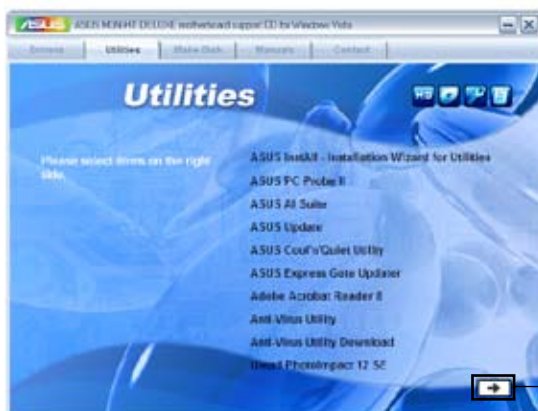 ASUS M3N-HT DELUXE motherboard support CD for Windows Vista
Drivers Utilities Make Disk Manuals Contact
Utilities
Please select items on the right side.
ASUS InstAll - Installation Wizard for Utilities
ASUS PC Probe II
ASUS AI Suite
ASUS Update
ASUS Cool'n'Quiet Utility
ASUS Express Gate Updater
Adobe Acrobat Reader 8
Anti-Virus Utility
Anti-Virus Utility Download
Ulead PhotoImpact 12 SE